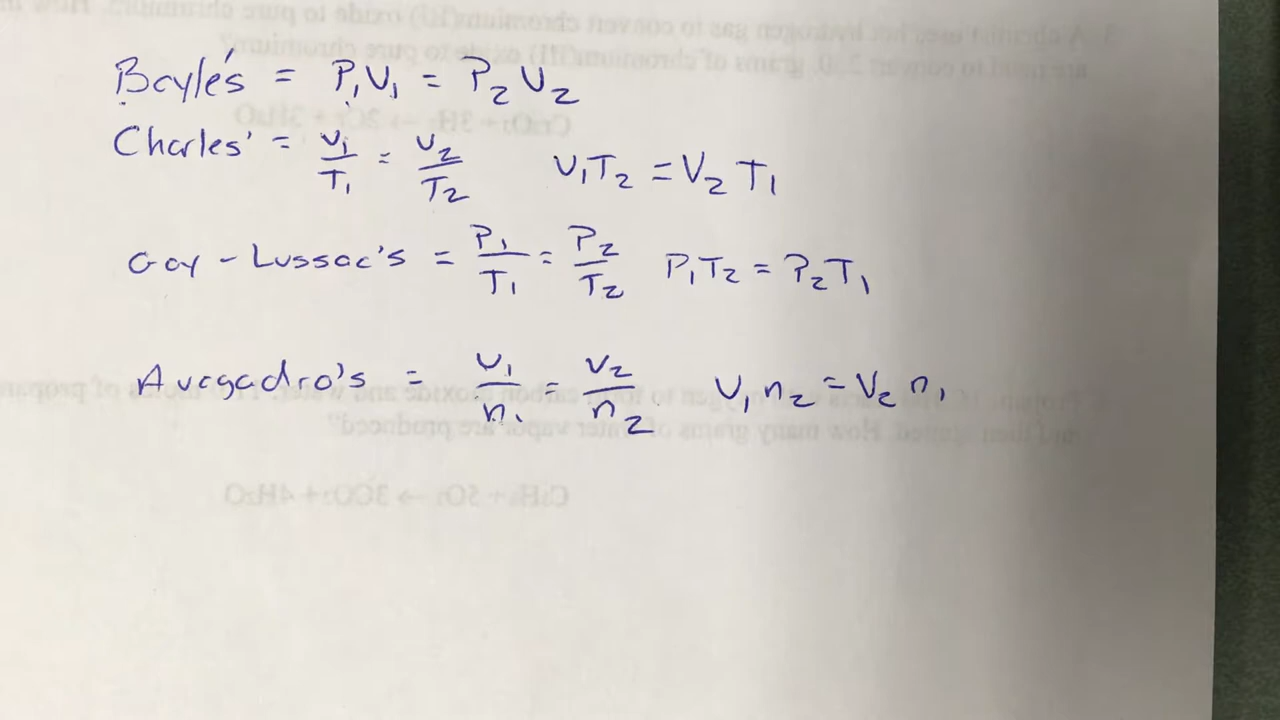 Boyle's = P₁V₁ = P₂V₂
Charles' = V₁/T₁ = V₂/T₂ V₁T₂ = V₂T₁
Gay-Lussac's = P₁/T₁ = P₂/T₂ P₁T₂ = P₂T₁
Avogadro's = V₁/n₁ = V₂/n₂ V₁n₂ = V₂n₁